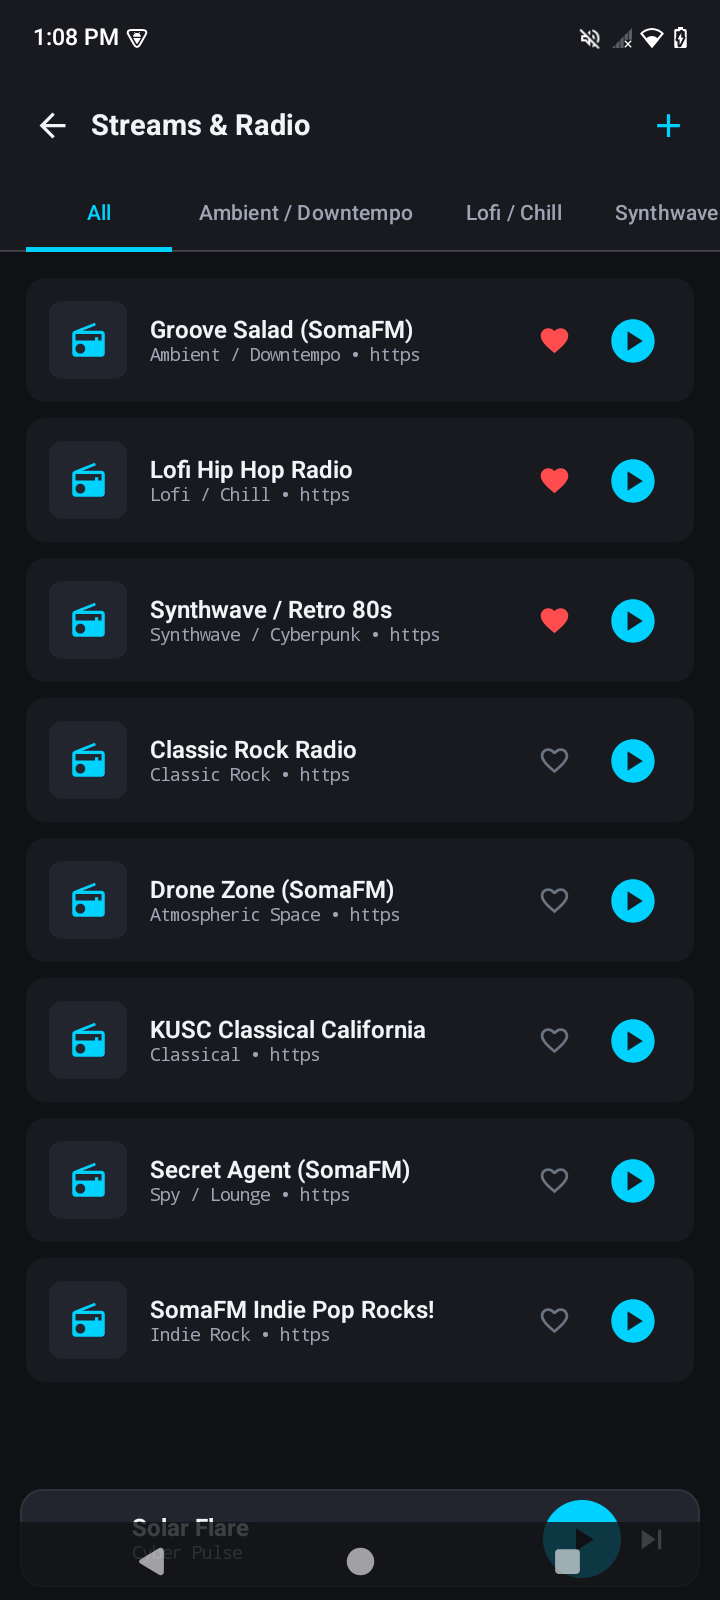 1:08 PM
Streams & Radio
All
Ambient / Downtempo
Lofi / Chill
Synthwave
Groove Salad (SomaFM)
Ambient / Downtempo • https
Lofi Hip Hop Radio
Lofi / Chill • https
Synthwave / Retro 80s
Synthwave / Cyberpunk • https
Classic Rock Radio
Classic Rock • https
Drone Zone (SomaFM)
Atmospheric Space • https
KUSC Classical California
Classical • https
Secret Agent (SomaFM)
Spy / Lounge • https
SomaFM Indie Pop Rocks!
Indie Rock • https
Solar Flare
Cyber Pulse